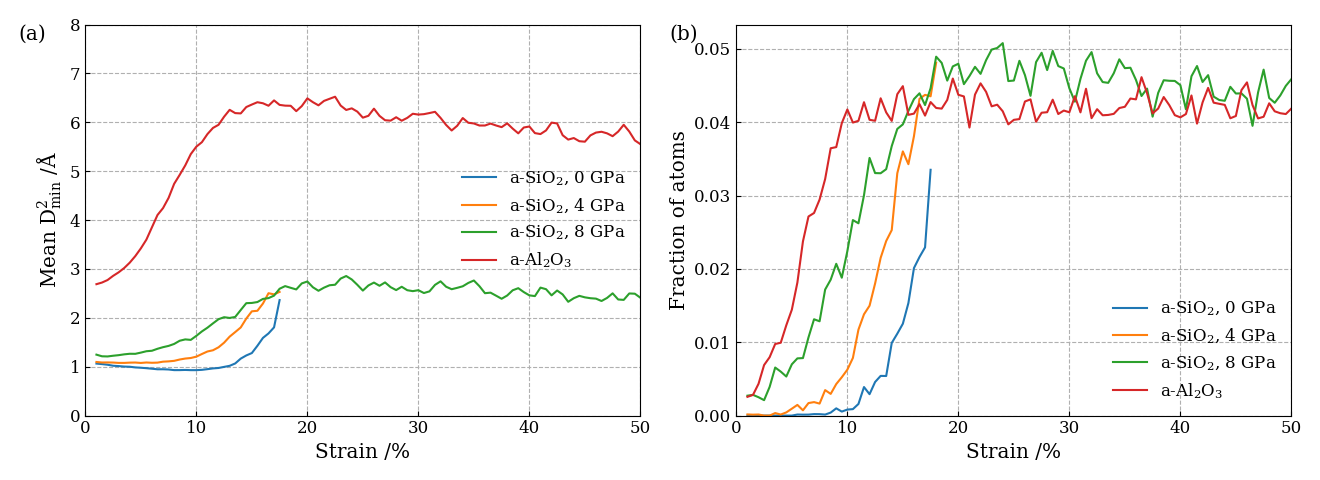 (a)
8
7
6
5
4
3
2
1
0
Mean D²min /Å
0 10 20 30 40 50
Strain /%
a-SiO₂, 0 GPa
a-SiO₂, 4 GPa
a-SiO₂, 8 GPa
a-Al₂O₃
(b)
0.05
0.04
0.03
0.02
0.01
0.00
Fraction of atoms
0 10 20 30 40 50
Strain /%
a-SiO₂, 0 GPa
a-SiO₂, 4 GPa
a-SiO₂, 8 GPa
a-Al₂O₃